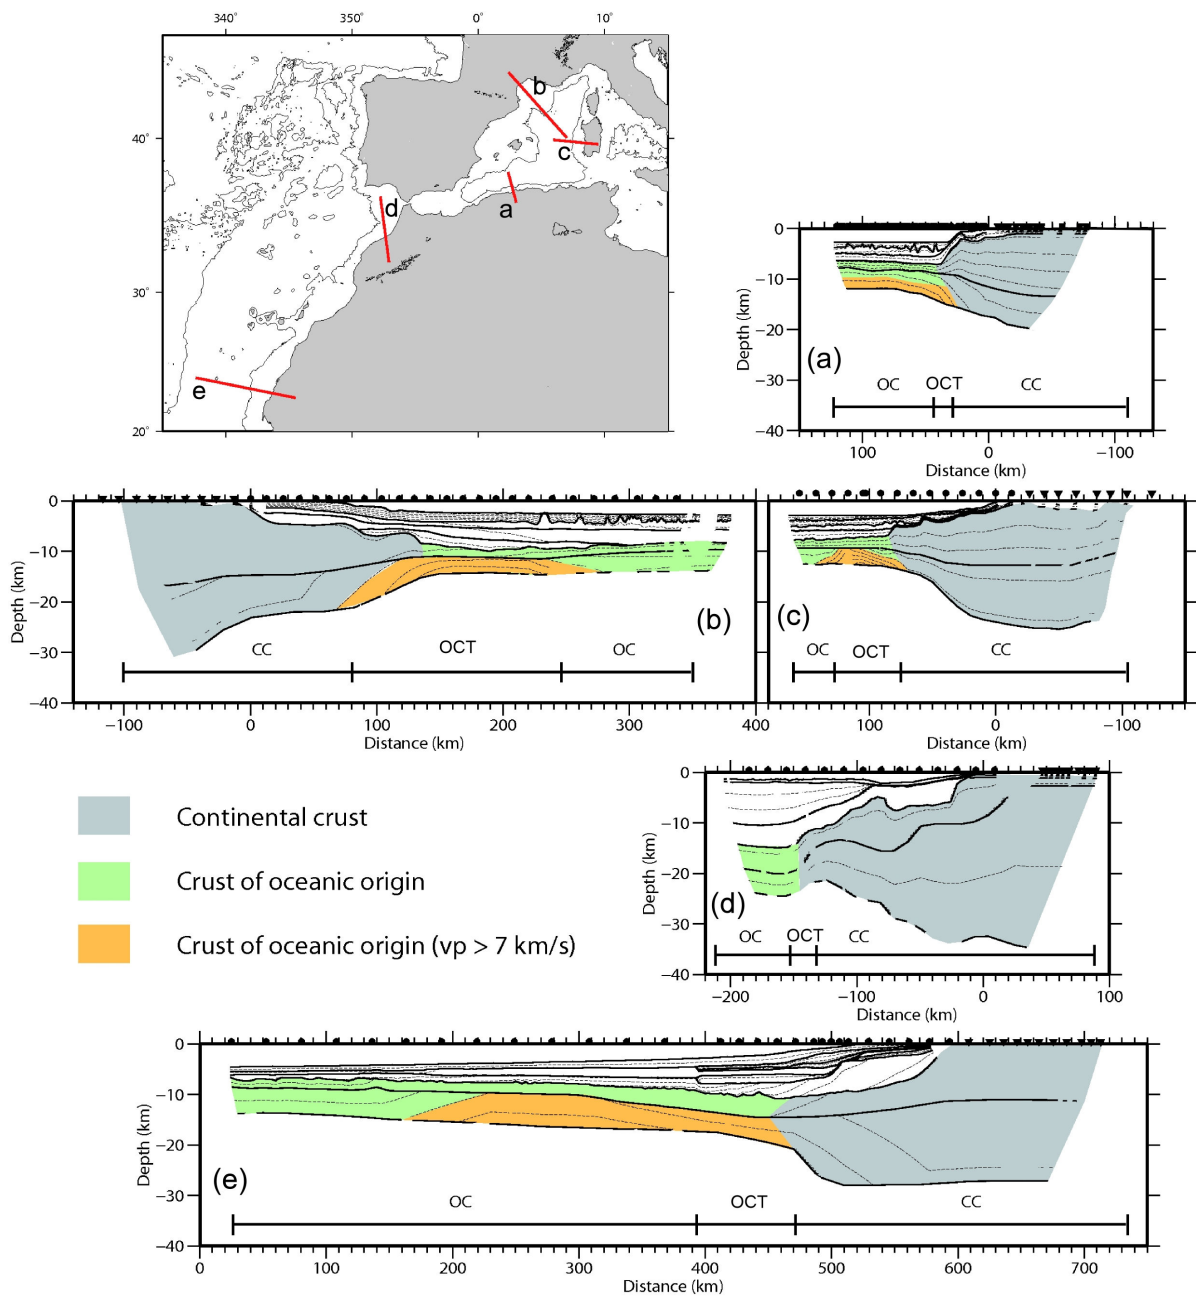 340° 350° 0° 10°
40°
30°
20°
b
c
a
d
e
0
−10
−20
−30
−40
Depth (km)
(a)
OC OCT CC
100 0 −100
Distance (km)
0
−10
−20
−30
−40
Depth (km)
(b)
CC OCT OC
−100 0 100 200 300 400
Distance (km)
(c)
OC OCT CC
100 0 −100
Distance (km)
Continental crust
Crust of oceanic origin
Crust of oceanic origin (vp > 7 km/s)
0
−10
−20
−30
−40
Depth (km)
(d)
OC OCT CC
−200 −100 0 100
Distance (km)
0
−10
−20
−30
−40
Depth (km)
(e)
OC OCT CC
0 100 200 300 400 500 600 700
Distance (km)